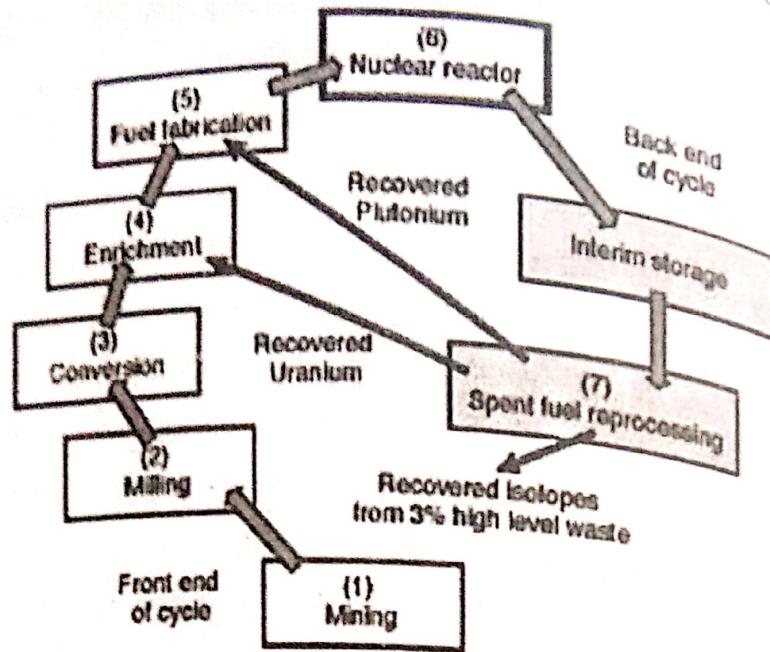 (6)
Nuclear reactor
(5)
Fuel fabrication
Back end
of cycle
Recovered
Plutonium
(4)
Enrichment
Interim storage
(3)
Conversion
Recovered
Uranium
(7)
Spent fuel reprocessing
(2)
Milling
Recovered isotopes
from 3% high level waste
Front end
of cycle
(1)
Mining